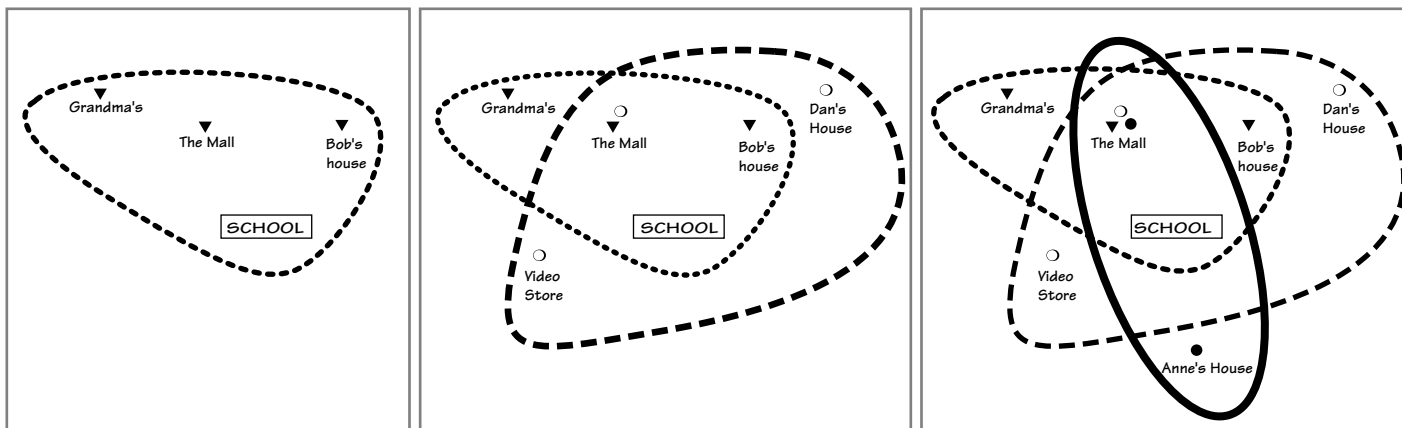 Grandma's
The Mall
Bob's
house
SCHOOL
Grandma's
The Mall
Bob's
house
Dan's
House
SCHOOL
Video
Store
Grandma's
The Mall
Bob's
house
Dan's
House
SCHOOL
Video
Store
Anne's House